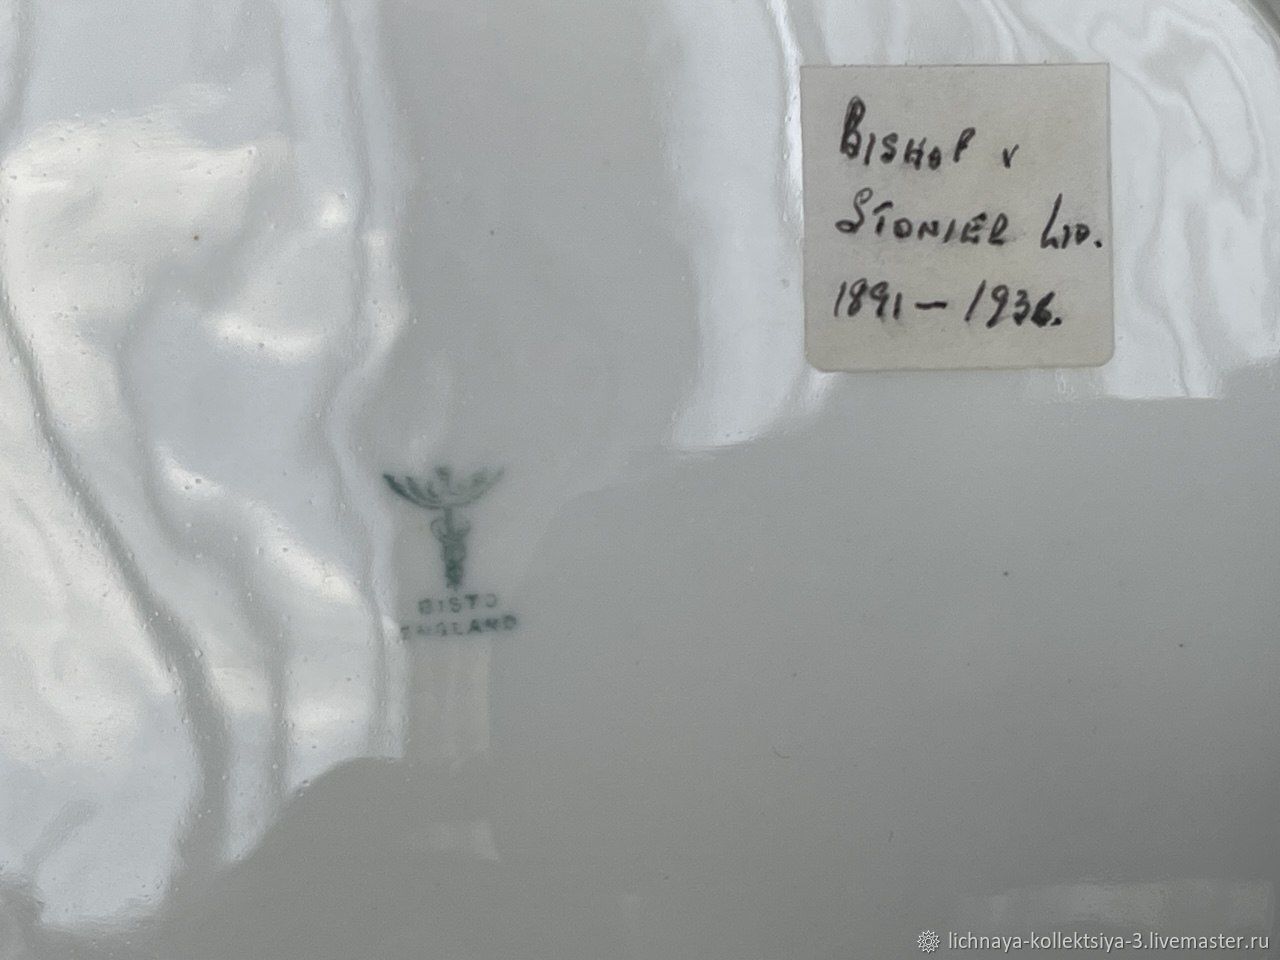 BISHOP &
STONIER LTD.
1891 – 1936.
BISTO
ENGLAND
lichnaya-kollektsiya-3.livemaster.ru